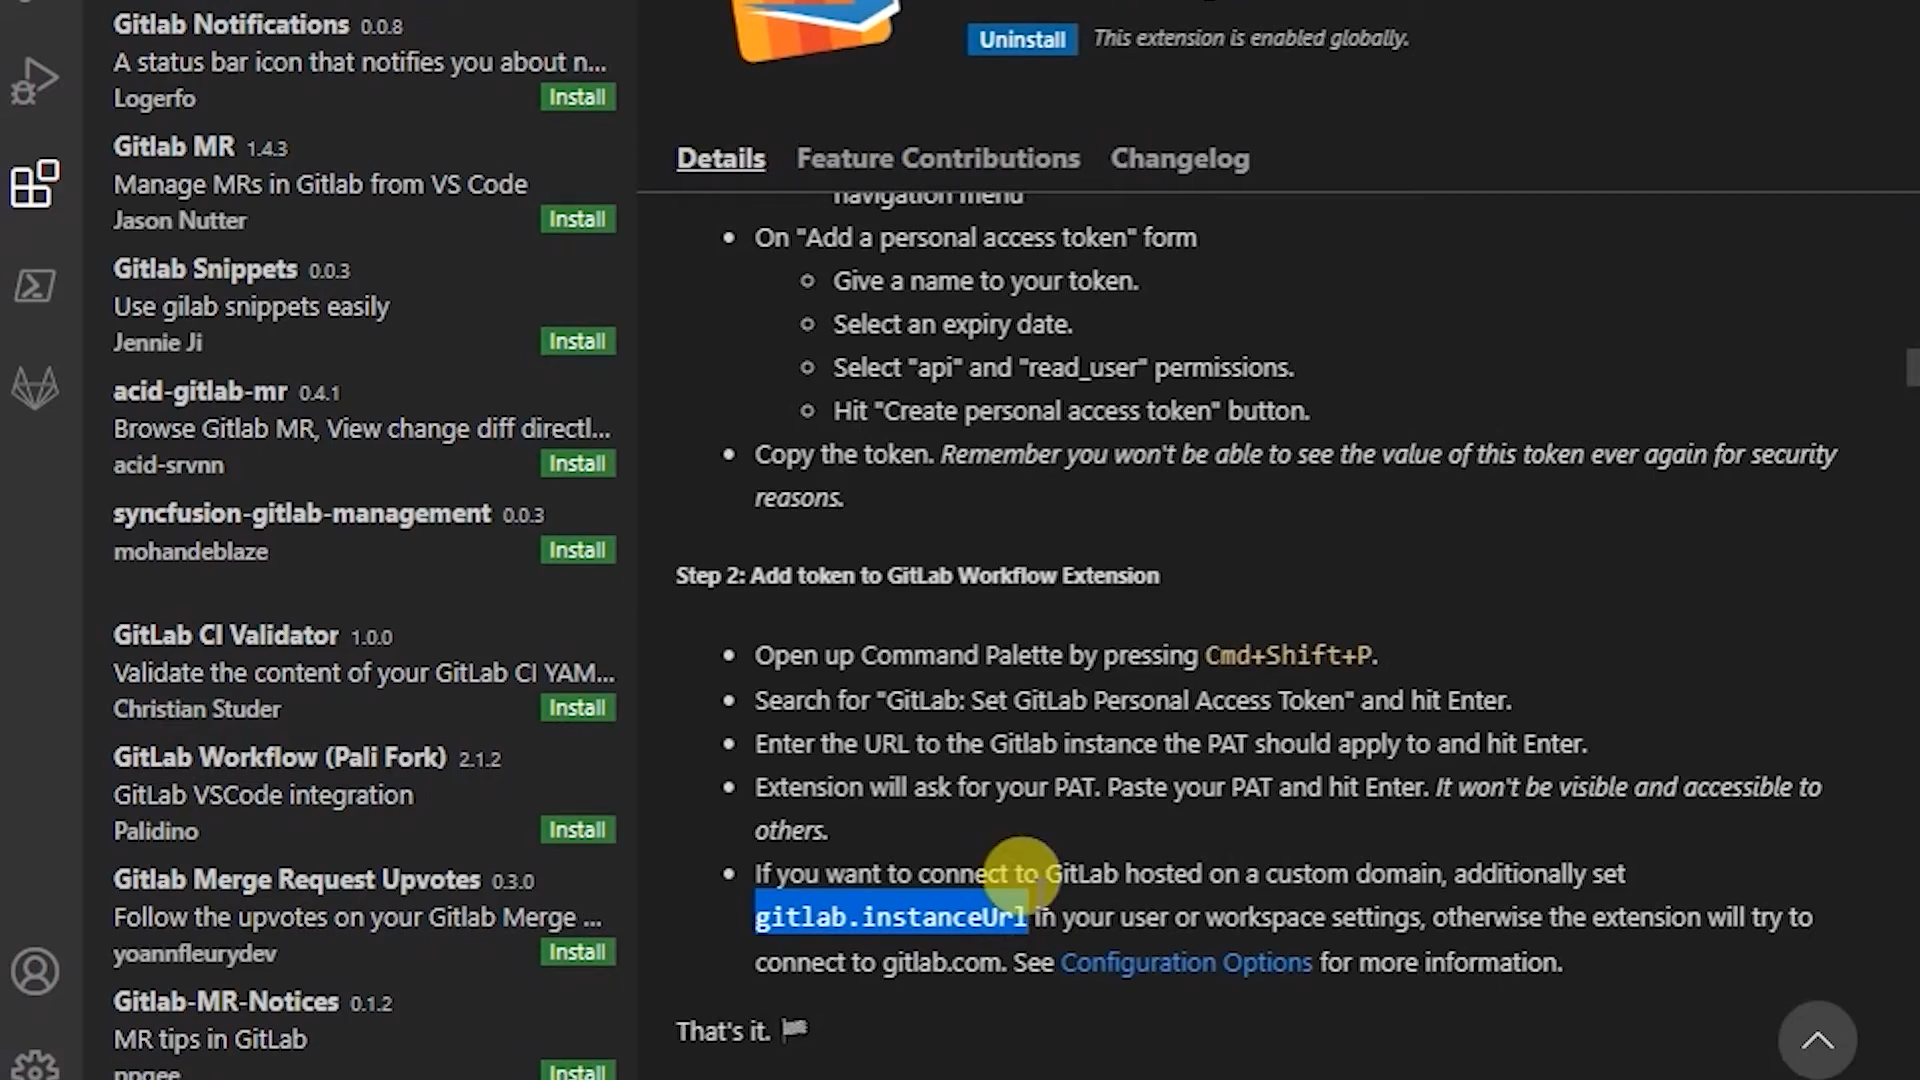 Gitlab Notifications 0.0.8
A status bar icon that notifies you about n...
Logerfo
Install
Gitlab MR 1.4.3
Manage MRs in Gitlab from VS Code
Jason Nutter
Install
Gitlab Snippets 0.0.3
Use gilab snippets easily
Jennie Ji
Install
acid-gitlab-mr 0.4.1
Browse Gitlab MR, View change diff directl...
acid-srvnn
Install
syncfusion-gitlab-management 0.0.3
mohandeblaze
Install
GitLab CI Validator 1.0.0
Validate the content of your GitLab CI YAM...
Christian Studer
Install
GitLab Workflow (Pali Fork) 2.1.2
GitLab VSCode integration
Palidino
Install
Gitlab Merge Request Upvotes 0.3.0
Follow the upvotes on your Gitlab Merge ...
yoannfleurydev
Install
Gitlab-MR-Notices 0.1.2
MR tips in GitLab
Install
Uninstall
This extension is enabled globally.
Details Feature Contributions Changelog
navigation menu
On "Add a personal access token" form
Give a name to your token.
Select an expiry date.
Select "api" and "read_user" permissions.
Hit "Create personal access token" button.
Copy the token. Remember you won't be able to see the value of this token ever again for security
reasons.
Step 2: Add token to GitLab Workflow Extension
Open up Command Palette by pressing Cmd+Shift+P.
Search for "GitLab: Set GitLab Personal Access Token" and hit Enter.
Enter the URL to the Gitlab instance the PAT should apply to and hit Enter.
Extension will ask for your PAT. Paste your PAT and hit Enter. It won't be visible and accessible to
others.
If you want to connect to GitLab hosted on a custom domain, additionally set
gitlab.instanceUrl in your user or workspace settings, otherwise the extension will try to
connect to gitlab.com. See Configuration Options for more information.
That's it.